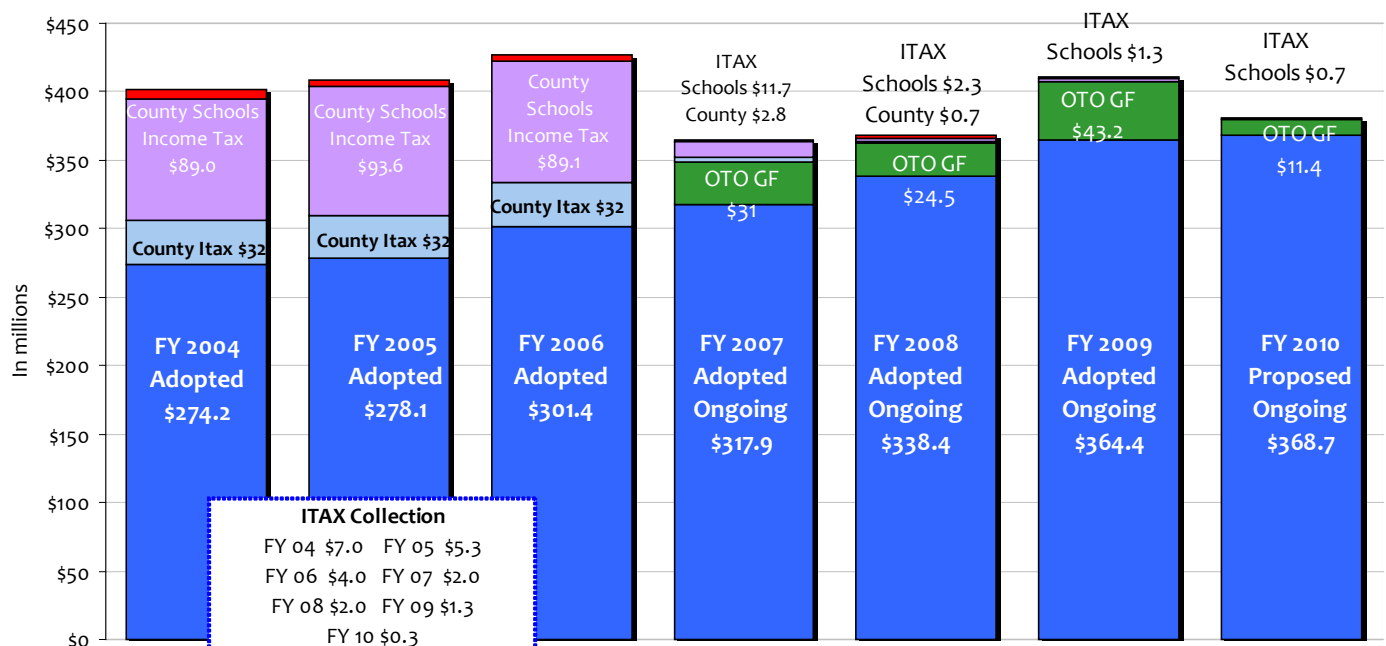 $450
$400
$350
$300
$250
$200
$150
$100
$50
$0
In millions
County Schools
Income Tax
$89.0
County Itax $32
FY 2004
Adopted
$274.2
County Schools
Income Tax
$93.6
County Itax $32
FY 2005
Adopted
$278.1
County
Schools
Income Tax
$89.1
County Itax $32
FY 2006
Adopted
$301.4
ITAX
Schools $11.7
County $2.8
OTO GF
$31
FY 2007
Adopted
Ongoing
$317.9
ITAX
Schools $2.3
County $0.7
OTO GF
$24.5
FY 2008
Adopted
Ongoing
$338.4
ITAX
Schools $1.3
OTO GF
$43.2
FY 2009
Adopted
Ongoing
$364.4
ITAX
Schools $0.7
OTO GF
$11.4
FY 2010
Proposed
Ongoing
$368.7
ITAX Collection
FY 04 $7.0 FY 05 $5.3
FY 06 $4.0 FY 07 $2.0
FY 08 $2.0 FY 09 $1.3
FY 10 $0.3